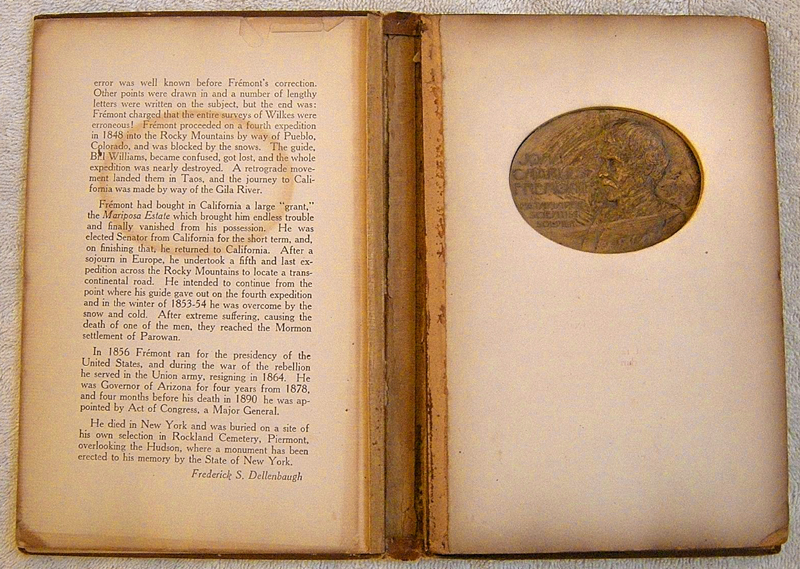 error was well known before Frémont's correction.
Other points were drawn in and a number of lengthy
letters were written on the subject, but the end was:
Frémont charged that the entire surveys of Wilkes were
erroneous! Frémont proceeded on a fourth expedition
in 1848 into the Rocky Mountains by way of Pueblo,
Colorado, and was blocked by the snows. The guide,
Bill Williams, became confused, got lost, and the whole
expedition was nearly destroyed. A retrograde move-
ment landed them in Taos, and the journey to Cali-
fornia was made by way of the Gila River.
Frémont had bought in California a large "grant,"
the Mariposa Estate which brought him endless trouble
and finally vanished from his possession. He was
elected Senator from California for the short term, and,
on finishing that, he returned to California. After a
sojourn in Europe, he undertook a fifth and last ex-
pedition across the Rocky Mountains to locate a trans-
continental road. He intended to continue from the
point where his guide gave out on the fourth expedition
and in the winter of 1853-54 he was overcome by the
snow and cold. After extreme suffering, causing the
death of one of the men, they reached the Mormon
settlement of Parowan.
In 1856 Frémont ran for the presidency of the
United States, and during the war of the rebellion
he served in the Union army, resigning in 1864. He
was Governor of Arizona for four years from 1878,
and four months before his death in 1890 he was ap-
pointed by Act of Congress, a Major General.
He died in New York and was buried on a site of
his own selection in Rockland Cemetery, Piermont,
overlooking the Hudson, where a monument has been
erected to his memory by the State of New York.
Frederick S. Dellenbaugh
JOHN
CHARLES
FREMONT